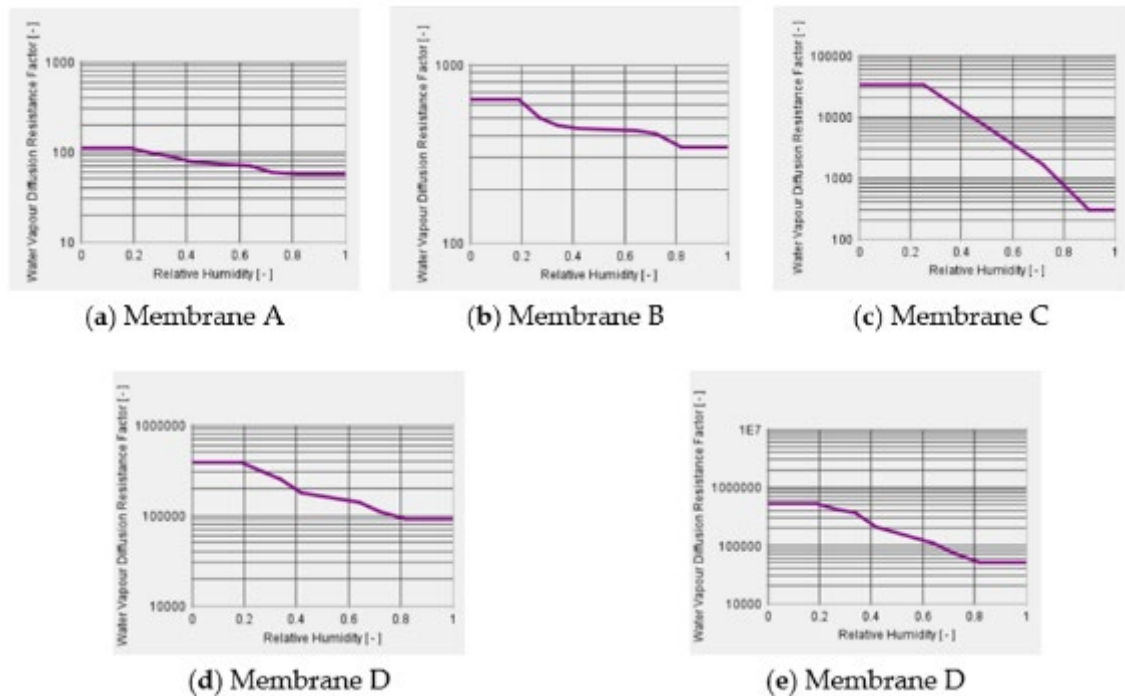 Water Vapour Diffusion Resistance Factor [ - ]
1000
100
10
0 0.2 0.4 0.6 0.8 1
Relative Humidity [ - ]
(a) Membrane A
Water Vapour Diffusion Resistance Factor [ - ]
1000
100
0 0.2 0.4 0.6 0.8 1
Relative Humidity [ - ]
(b) Membrane B
Water Vapour Diffusion Resistance Factor [ - ]
100000
10000
1000
100
0 0.2 0.4 0.6 0.8 1
Relative Humidity [ - ]
(c) Membrane C
Water Vapour Diffusion Resistance Factor [ - ]
1000000
100000
10000
0 0.2 0.4 0.6 0.8 1
Relative Humidity [ - ]
(d) Membrane D
Water Vapour Diffusion Resistance Factor [ - ]
1E7
1000000
100000
10000
0 0.2 0.4 0.6 0.8 1
Relative Humidity [ - ]
(e) Membrane D